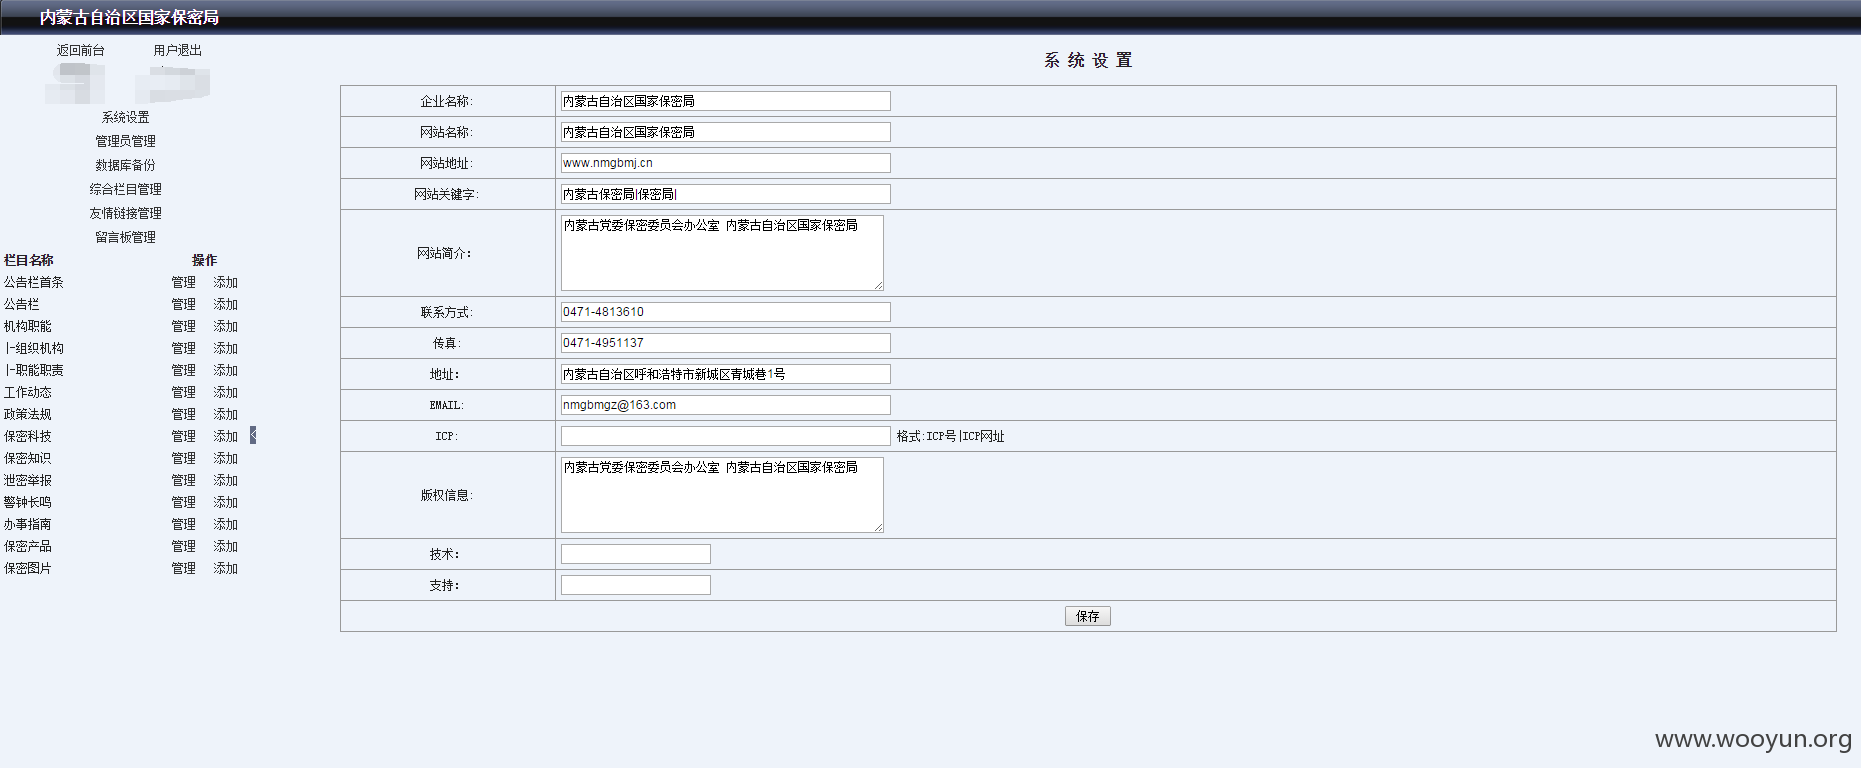 内蒙古自治区国家保密局
返回前台 用户退出
系统设置
管理员管理
数据库备份
综合栏目管理
友情链接管理
留言板管理
栏目名称 操作
公告栏首条 管理 添加
公告栏 管理 添加
机构职能 管理 添加
|-组织机构 管理 添加
|-职能职责 管理 添加
工作动态 管理 添加
政策法规 管理 添加
保密科技 管理 添加
保密知识 管理 添加
泄密举报 管理 添加
警钟长鸣 管理 添加
办事指南 管理 添加
保密产品 管理 添加
保密图片 管理 添加
系 统 设 置
企业名称: 内蒙古自治区国家保密局
网站名称: 内蒙古自治区国家保密局
网站地址: www.nmgbmj.cn
网站关键字: 内蒙古保密局|保密局|
网站简介: 内蒙古党委保密委员会办公室 内蒙古自治区国家保密局
联系方式: 0471-4813610
传真: 0471-4951137
地址: 内蒙古自治区呼和浩特市新城区青城巷1号
EMAIL: nmgbmgz@163.com
ICP: 格式:ICP号|ICP网址
版权信息: 内蒙古党委保密委员会办公室 内蒙古自治区国家保密局
技术:
支持:
保存
www.wooyun.org